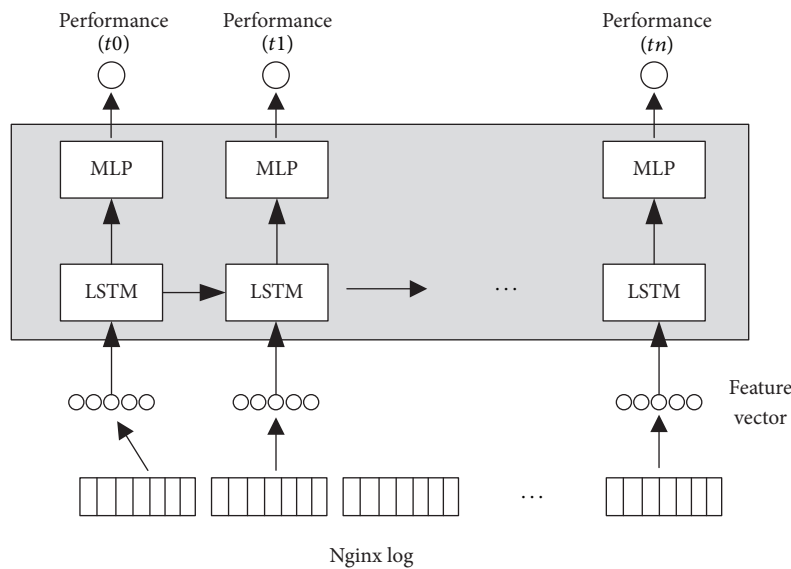 Performance
(t0)
Performance
(t1)
Performance
(tn)
MLP
MLP
MLP
LSTM
LSTM
...
LSTM
Feature
vector
...
Nginx log